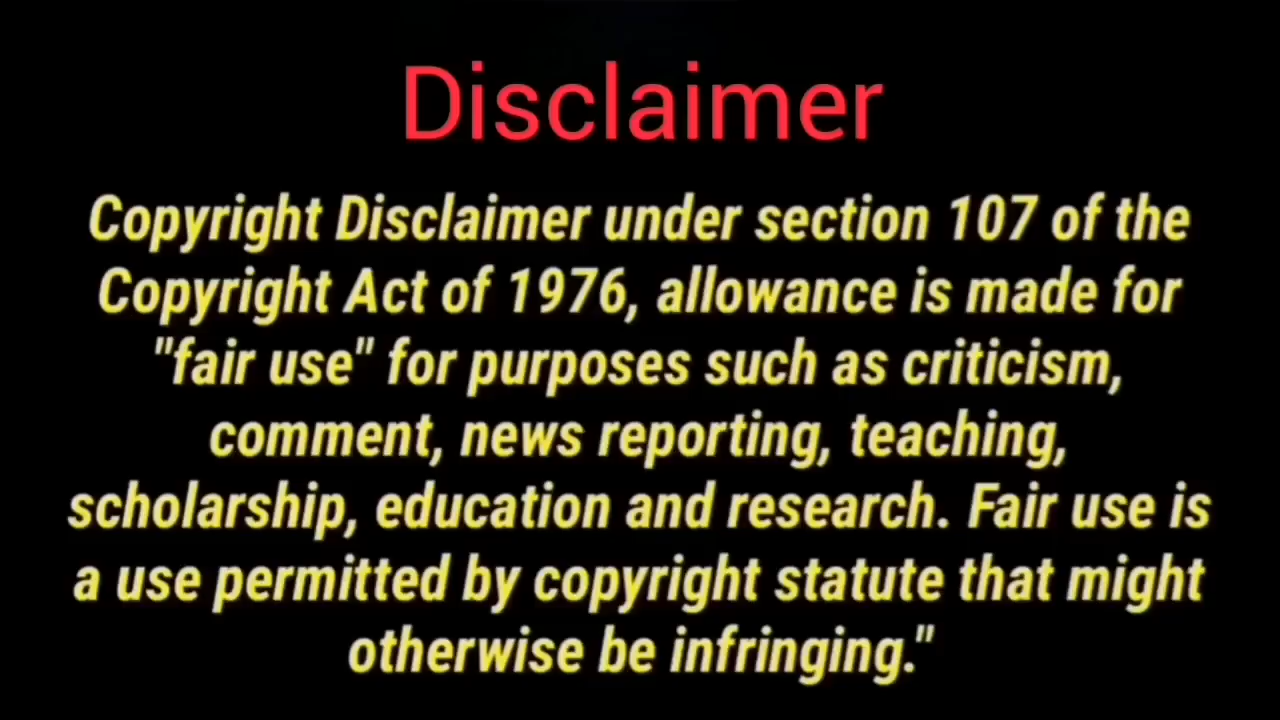 Disclaimer
Copyright Disclaimer under section 107 of the
Copyright Act of 1976, allowance is made for
"fair use" for purposes such as criticism,
comment, news reporting, teaching,
scholarship, education and research. Fair use is
a use permitted by copyright statute that might
otherwise be infringing."